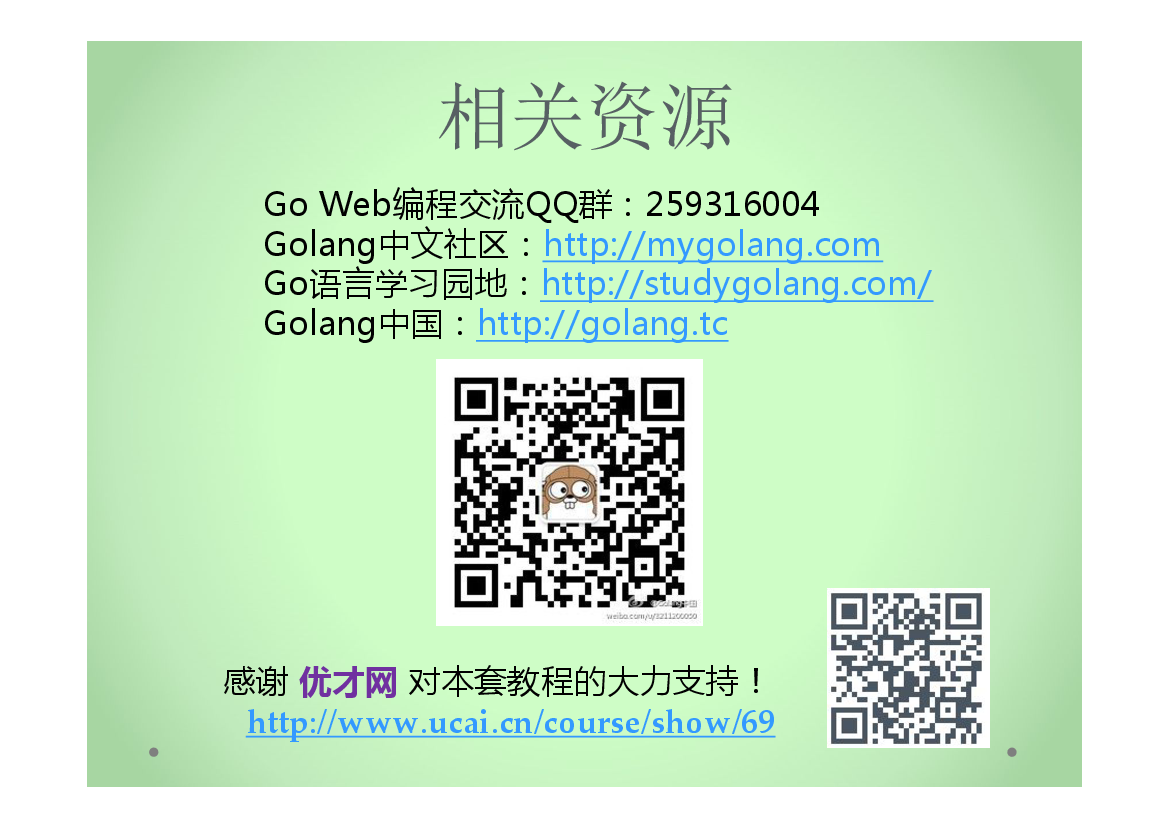 相关资源
Go Web编程交流QQ群：259316004
Golang中文社区：http://mygolang.com
Go语言学习园地：http://studygolang.com/
Golang中国：http://golang.tc
感谢 优才网 对本套教程的大力支持！
http://www.ucai.cn/course/show/69